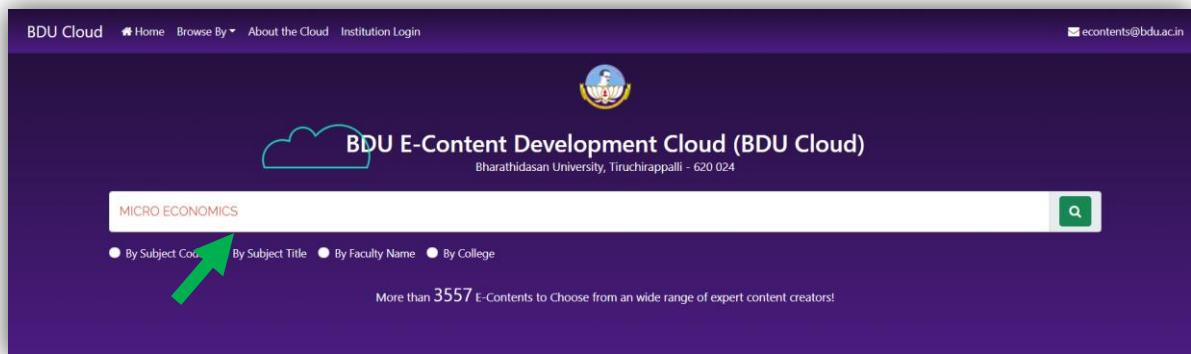 BDU Cloud Home Browse By About the Cloud Institution Login econtents@bdu.ac.in
BDU E-Content Development Cloud (BDU Cloud)
Bharathidasan University, Tiruchirappalli - 620 024
MICRO ECONOMICS
By Subject By Subject Title By Faculty Name By College
More than 3557 E-Contents to Choose from an wide range of expert content creators!